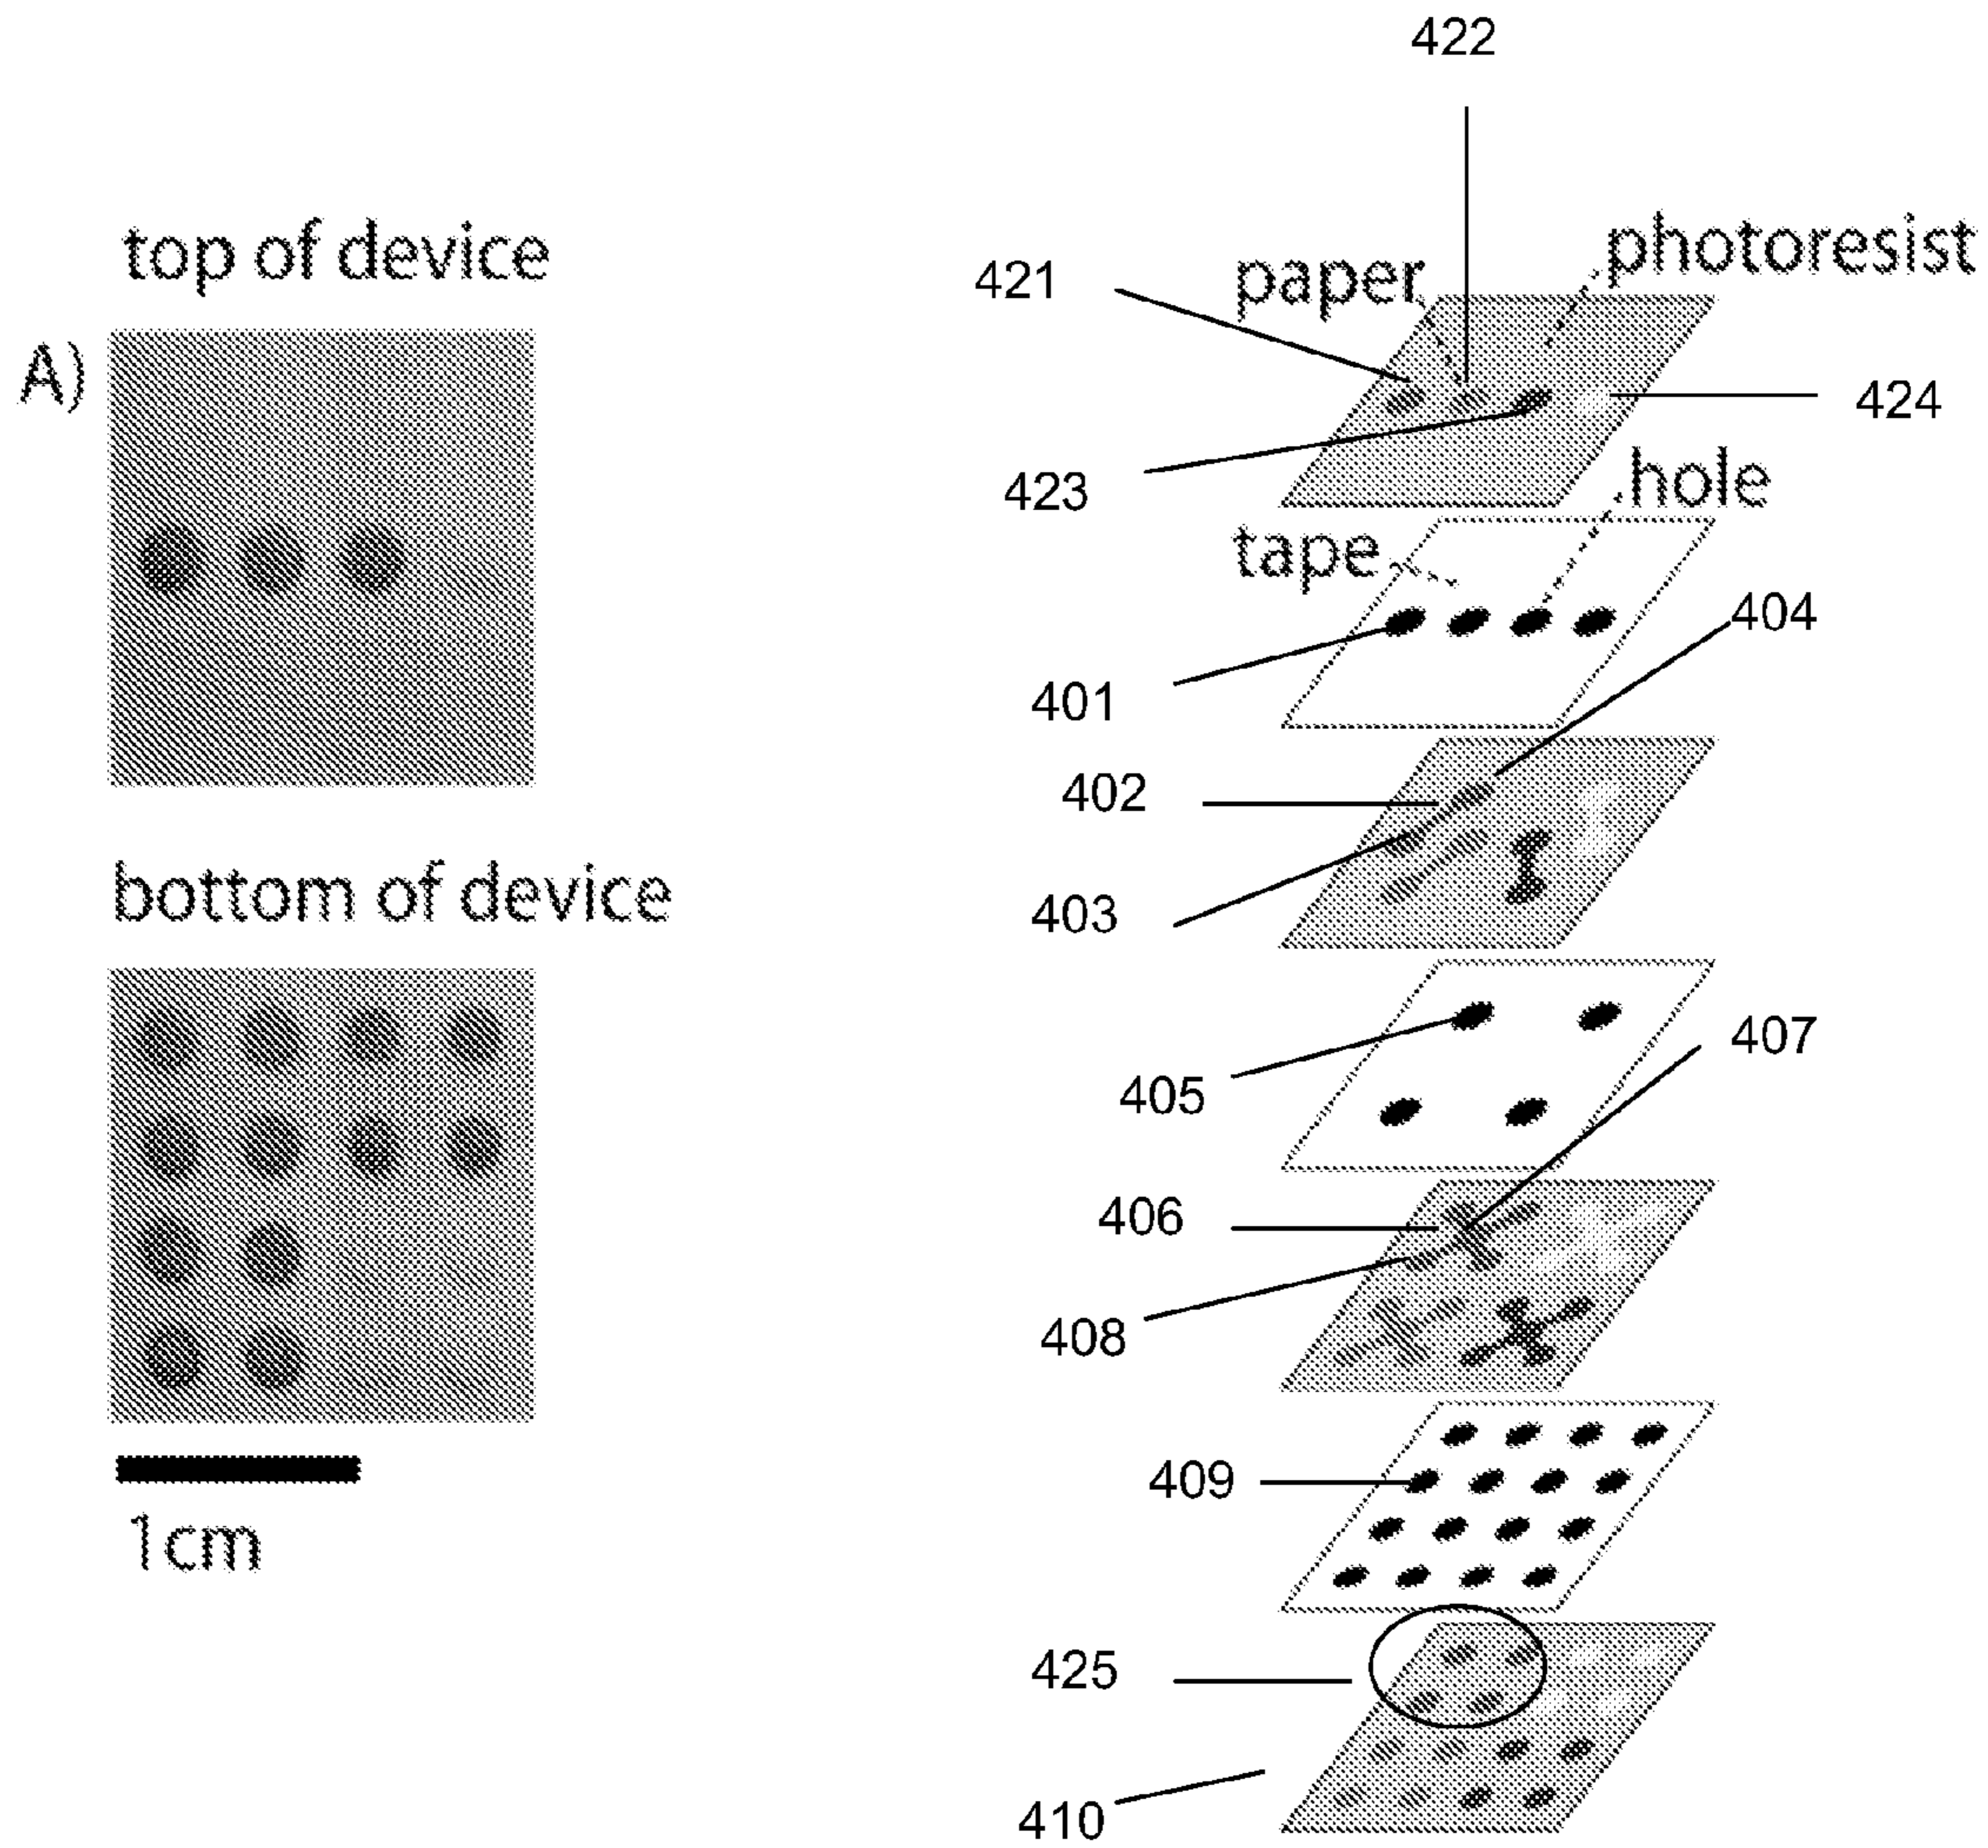 422
top of device
photoresist
paper
421
A)
424
423
hole
tape
404
401
402
bottom of device
403
407
405
406
408
409
1cm
425
410